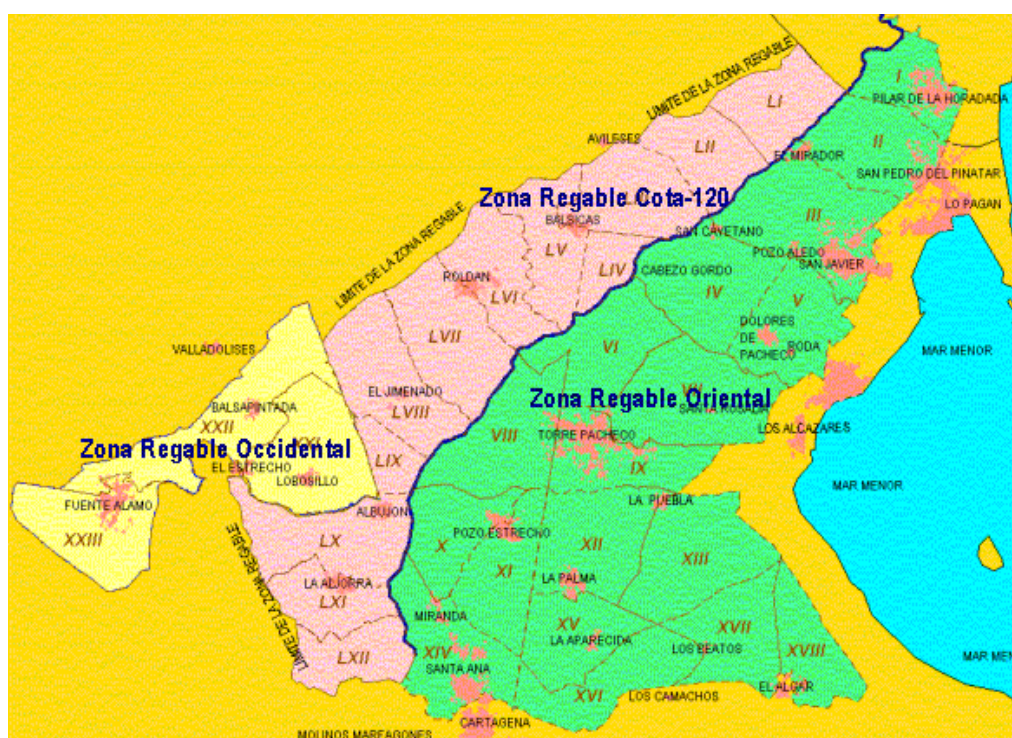 LÍMITE DE LA ZONA REGABLE
I
PILAR DE LA HORADADA
LI
AVILESES
LII
II
EL MIRADOR
SAN PEDRO DEL PINATAR
Zona Regable Cota-120
LO PAGAN
LÍMITE DE LA ZONA REGABLE
BALSICAS
III
SAN CAYETANO
LV
POZO ALEDO
SAN JAVIER
LIV
CABEZO GORDO
ROLDAN
LVI
IV
V
DOLORES
DE
PACHECO
RODA
VALLADOLISES
LVII
VI
MAR MENOR
EL JIMENADO
BALSAPINTADA
LVIII
VII
Zona Regable Oriental
SANTA ROSALIA
XXII
XXI
VIII
TORRE PACHECO
LOS ALCAZARES
Zona Regable Occidental
LIX
EL ESTRECHO
LOBOSILLO
IX
MAR MENOR
FUENTE ALAMO
ALBUJON
LA PUEBLA
XXIII
LX
X
POZO ESTRECHO
XII
XIII
XI
LA PALMA
LA ALJORRA
LXI
LÍMITE DE LA ZONA REGABLE
MIRANDA
XV
XVII
LA APARECIDA
LOS BEATOS
XVIII
LXII
XIV
SANTA ANA
MAR MEN
EL ALGAR
XVI
LOS CAMACHOS
CARTAGENA
MOLINOS MARFAGONES